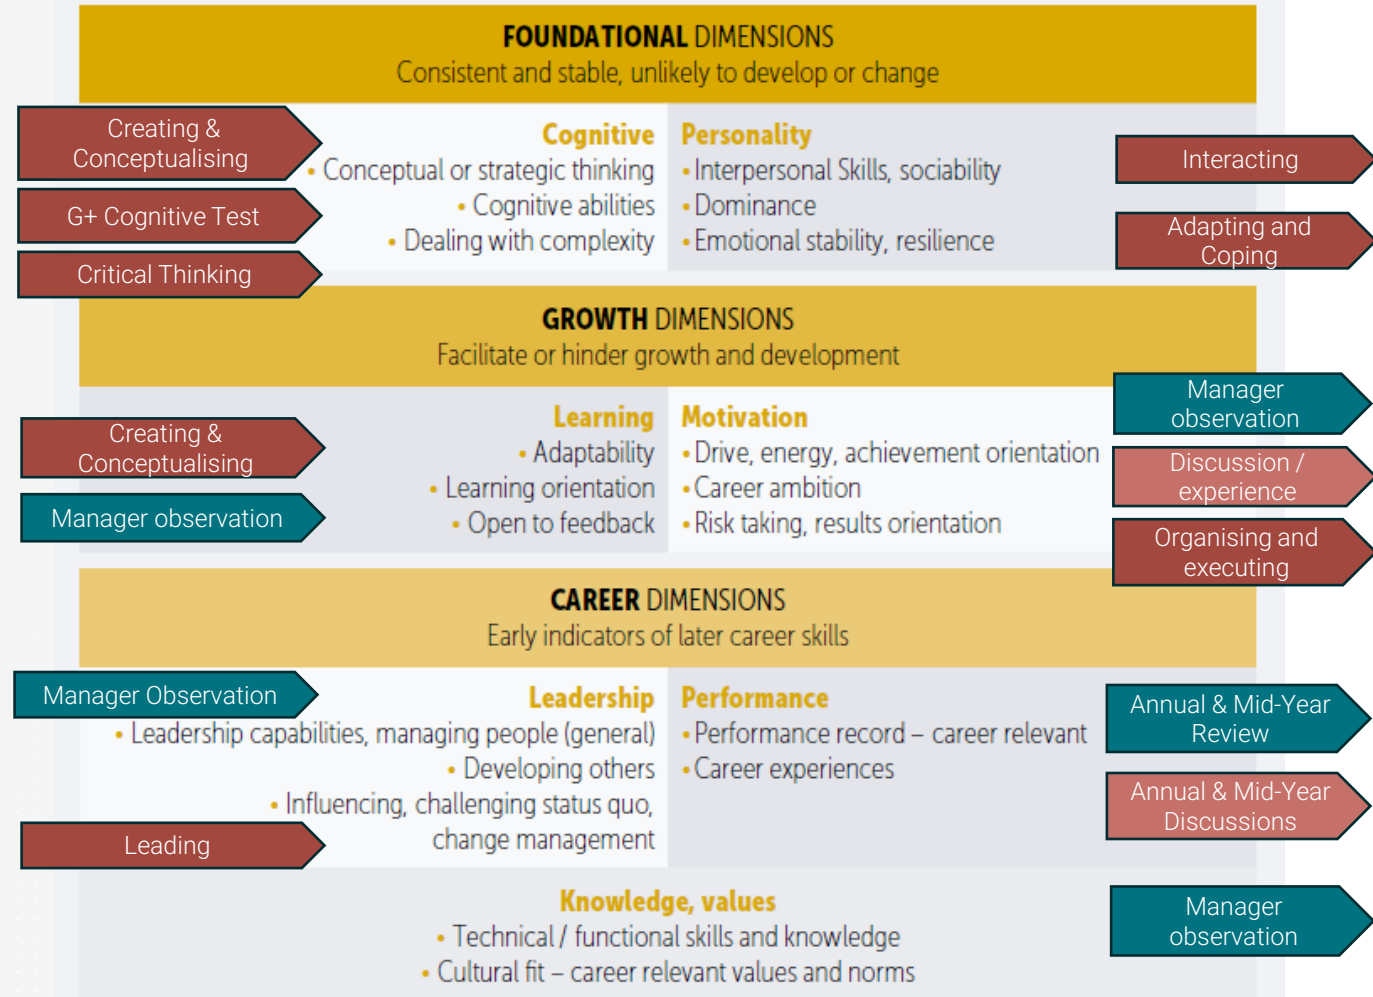 FOUNDATIONAL DIMENSIONS
Consistent and stable, unlikely to develop or change
Creating &
Conceptualising
G+ Cognitive Test
Critical Thinking
Cognitive
• Conceptual or strategic thinking
• Cognitive abilities
• Dealing with complexity
Personality
• Interpersonal Skills, sociability
• Dominance
• Emotional stability, resilience
Interacting
Adapting and
Coping
GROWTH DIMENSIONS
Facilitate or hinder growth and development
Creating &
Conceptualising
Manager observation
Learning
• Adaptability
• Learning orientation
• Open to feedback
Motivation
• Drive, energy, achievement orientation
• Career ambition
• Risk taking, results orientation
Manager
observation
Discussion /
experience
Organising and
executing
CAREER DIMENSIONS
Early indicators of later career skills
Manager Observation
Leading
Leadership
• Leadership capabilities, managing people (general)
• Developing others
• Influencing, challenging status quo,
change management
Performance
• Performance record – career relevant
• Career experiences
Annual & Mid-Year
Review
Annual & Mid-Year
Discussions
Knowledge, values
• Technical / functional skills and knowledge
• Cultural fit – career relevant values and norms
Manager
observation